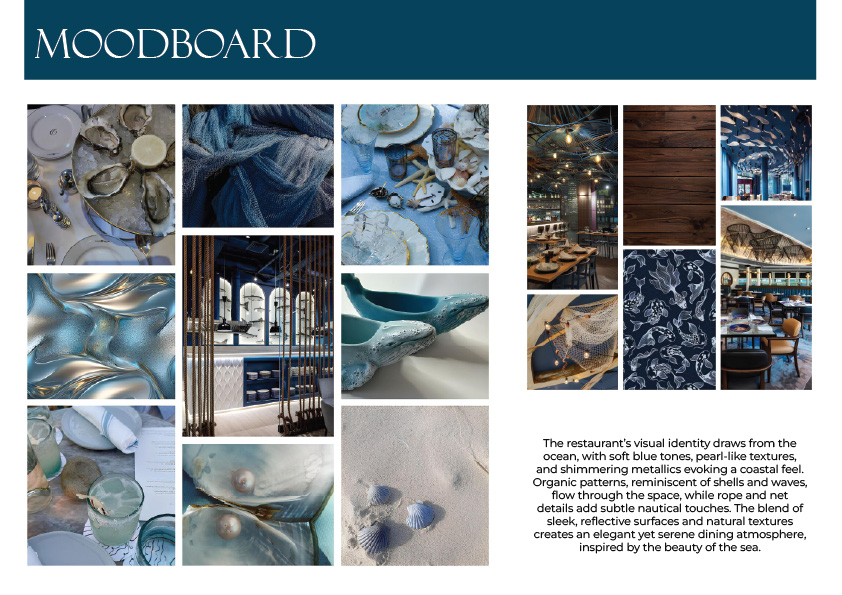 MOODBOARD
The restaurant's visual identity draws from the
ocean, with soft blue tones, pearl-like textures,
and shimmering metallics evoking a coastal feel.
Organic patterns, reminiscent of shells and waves,
flow through the space, while rope and net
details add subtle nautical touches. The blend of
sleek, reflective surfaces and natural textures
creates an elegant yet serene dining atmosphere,
inspired by the beauty of the sea.